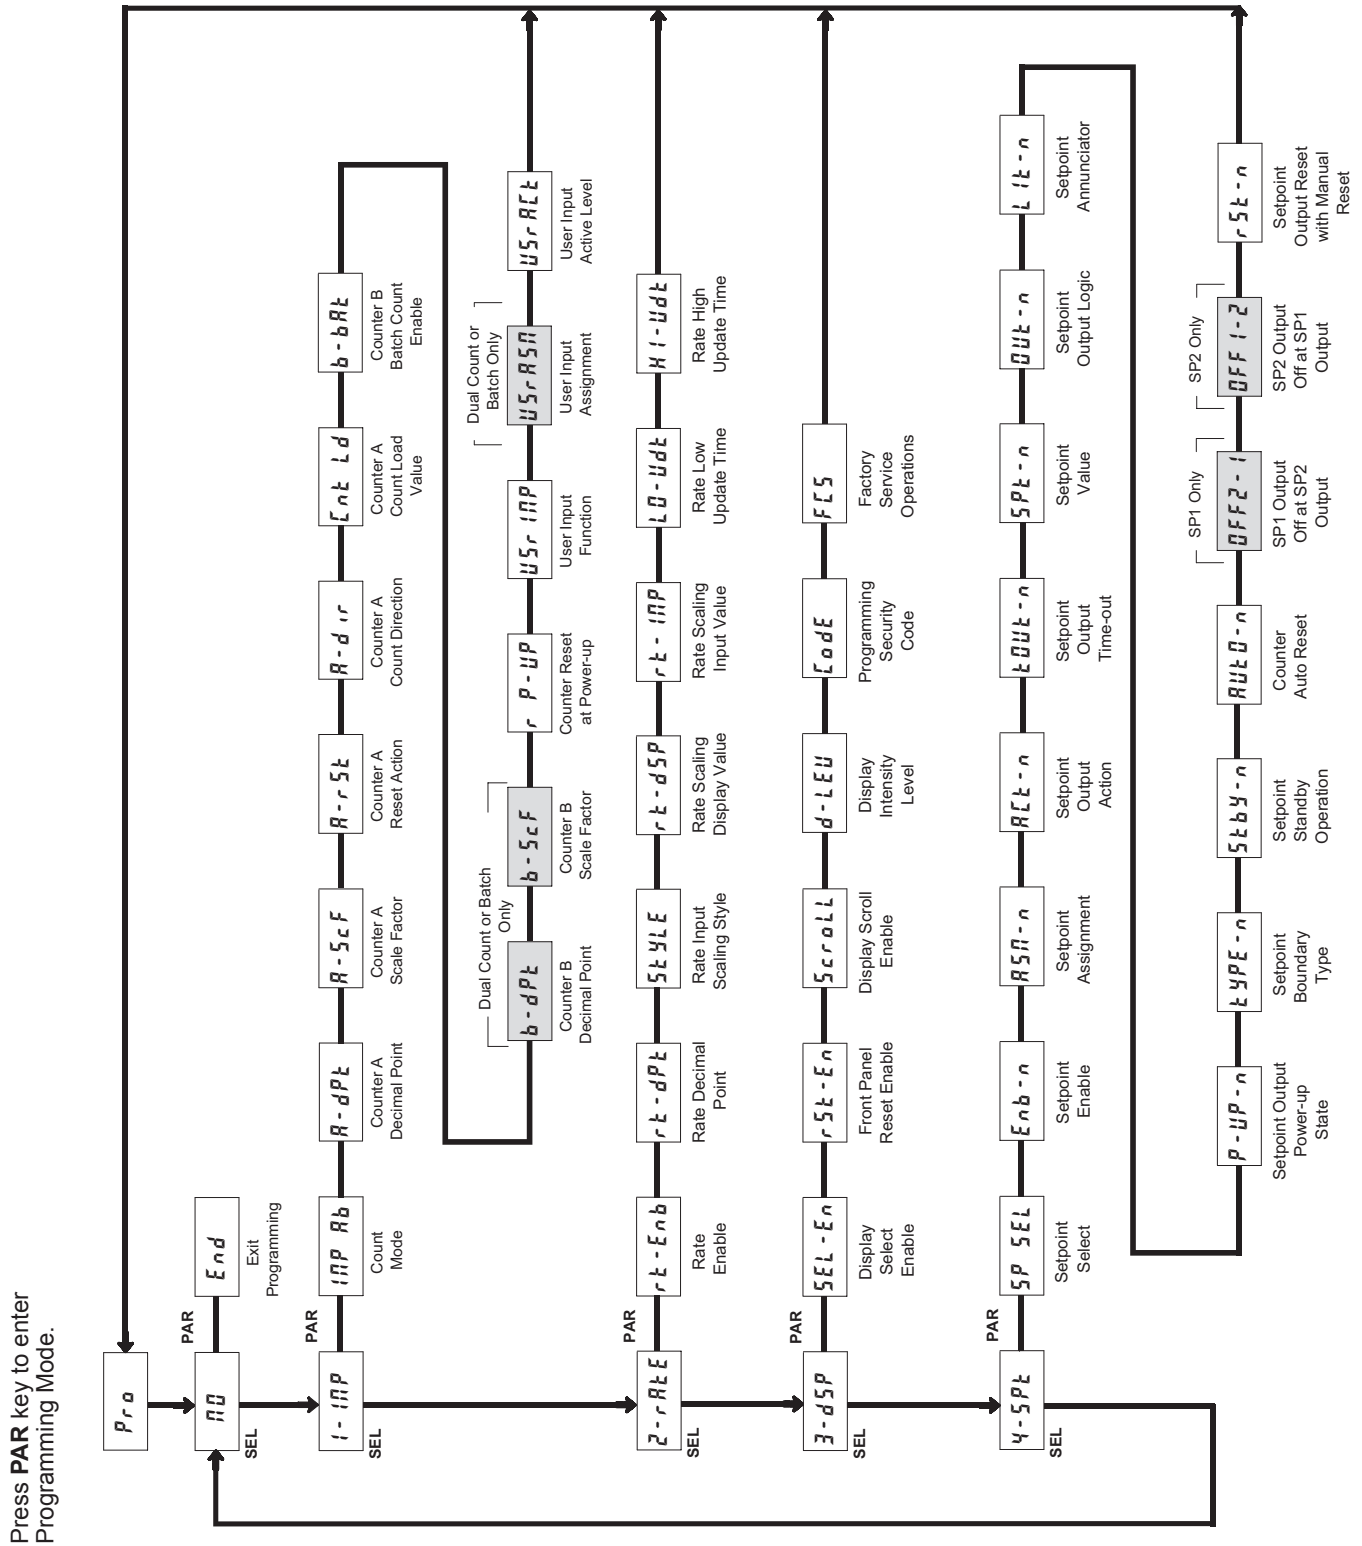 Press PAR key to enter
Programming Mode.
Pro
NO
SEL
PAR
End
Exit
Programming
1-INP
SEL
PAR
INP Ab
Count
Mode
A-dPt
Counter A
Decimal Point
A-ScF
Counter A
Scale Factor
A-rSt
Counter A
Reset Action
A-dir
Counter A
Count Direction
Cnt Ld
Counter A
Count Load
Value
b-bAt
Counter B
Batch Count
Enable
Dual Count or Batch
Only
b-dPt
Counter B
Decimal Point
b-ScF
Counter B
Scale Factor
r P-UP
Counter Reset
at Power-up
USr INP
User Input
Function
Dual Count or
Batch Only
USrASN
User Input
Assignment
USrACt
User Input
Active Level
2-rAtE
SEL
PAR
rt-Enb
Rate
Enable
rt-dPt
Rate Decimal
Point
StYLE
Rate Input
Scaling Style
rt-dSP
Rate Scaling
Display Value
rt-INP
Rate Scaling
Input Value
LO-Udt
Rate Low
Update Time
HI-Udt
Rate High
Update Time
3-dSP
SEL
PAR
SEL-En
Display
Select
Enable
rSt-En
Front Panel
Reset Enable
ScroLL
Display Scroll
Enable
d-LEV
Display
Intensity
Level
CodE
Programming
Security
Code
FCS
Factory
Service
Operations
4-SPt
SEL
PAR
SP SEL
Setpoint
Select
Enb-n
Setpoint
Enable
ASN-n
Setpoint
Assignment
ACt-n
Setpoint
Output
Action
tOUt-n
Setpoint
Output
Time-out
SPt-n
Setpoint
Value
OUt-n
Setpoint
Output Logic
LIt-n
Setpoint
Annunciator
P-UP-n
Setpoint Output
Power-up
State
tYPE-n
Setpoint
Boundary
Type
Stby-n
Setpoint
Standby
Operation
AUtO-n
Counter
Auto Reset
SP1 Only
OFF2-1
SP1 Output
Off at SP2
Output
SP2 Only
OFF1-2
SP2 Output
Off at SP1
Output
rSt-n
Setpoint
Output Reset
with Manual
Reset